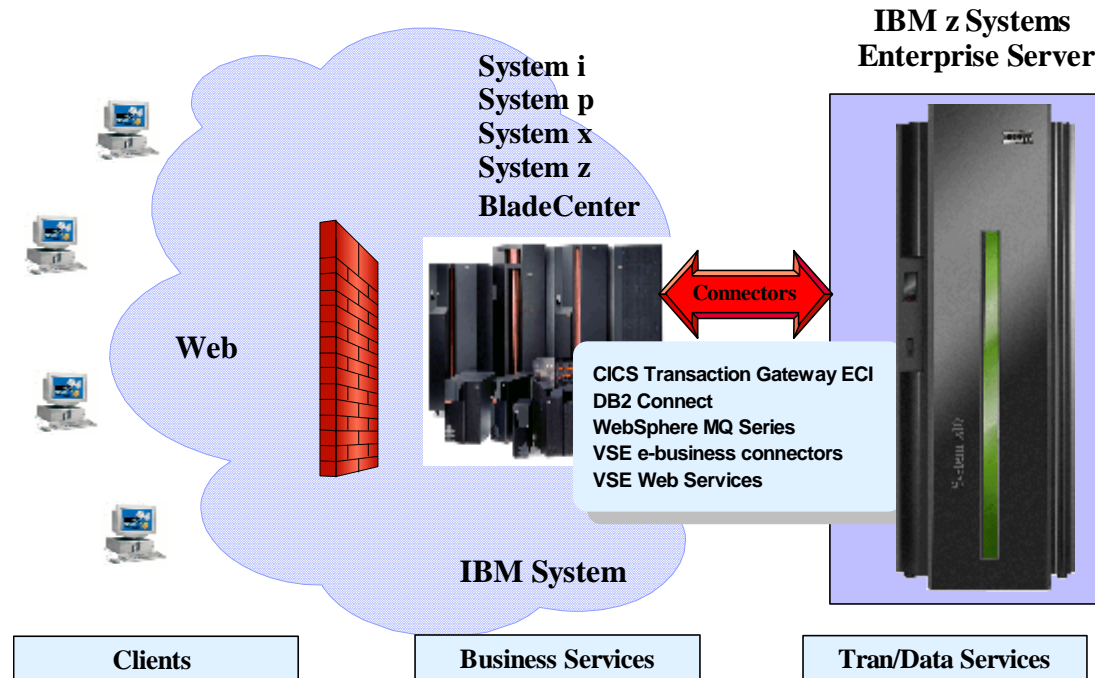 IBM z Systems
Enterprise Server
System i
System p
System x
System z
BladeCenter
Connectors
Web
CICS Transaction Gateway ECI
DB2 Connect
WebSphere MQ Series
VSE e-business connectors
VSE Web Services
IBM System
Clients
Business Services
Tran/Data Services